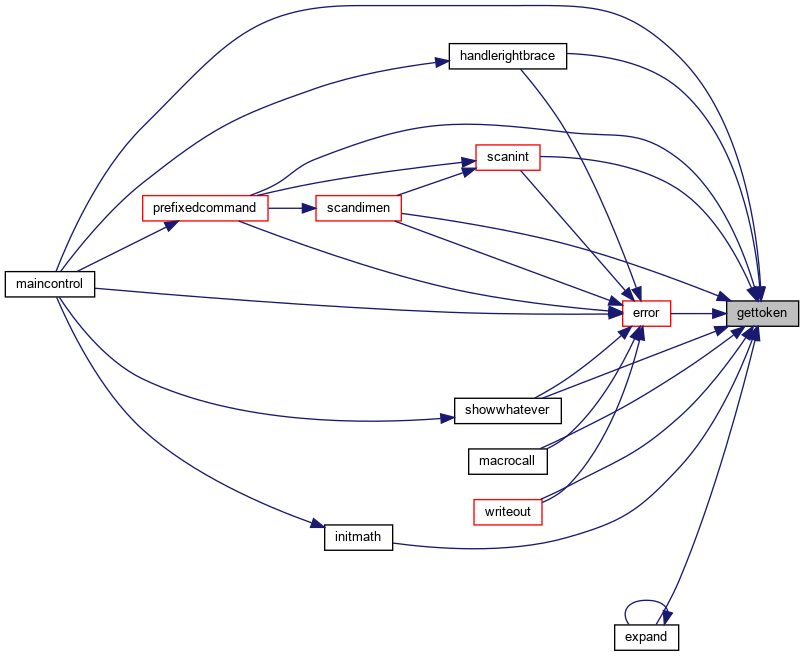 handlerightbrace
scanint
prefixedcommand
scandimen
maincontrol
error
gettoken
showwhatever
macrocall
writeout
initmath
expand